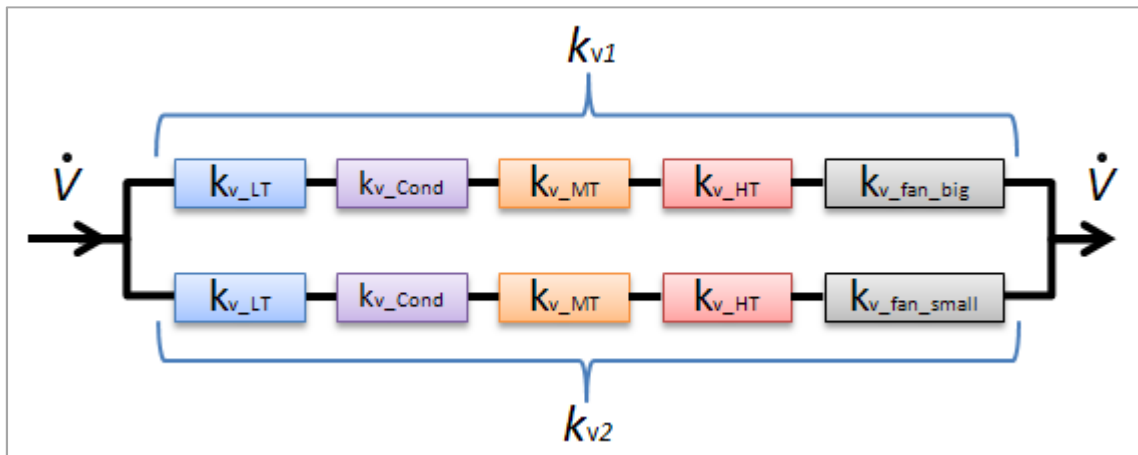 kv1
V̇ V̇
kv_LT kv_Cond kv_MT kv_HT kv_fan_big
kv_LT kv_Cond kv_MT kv_HT kv_fan_small
kv2